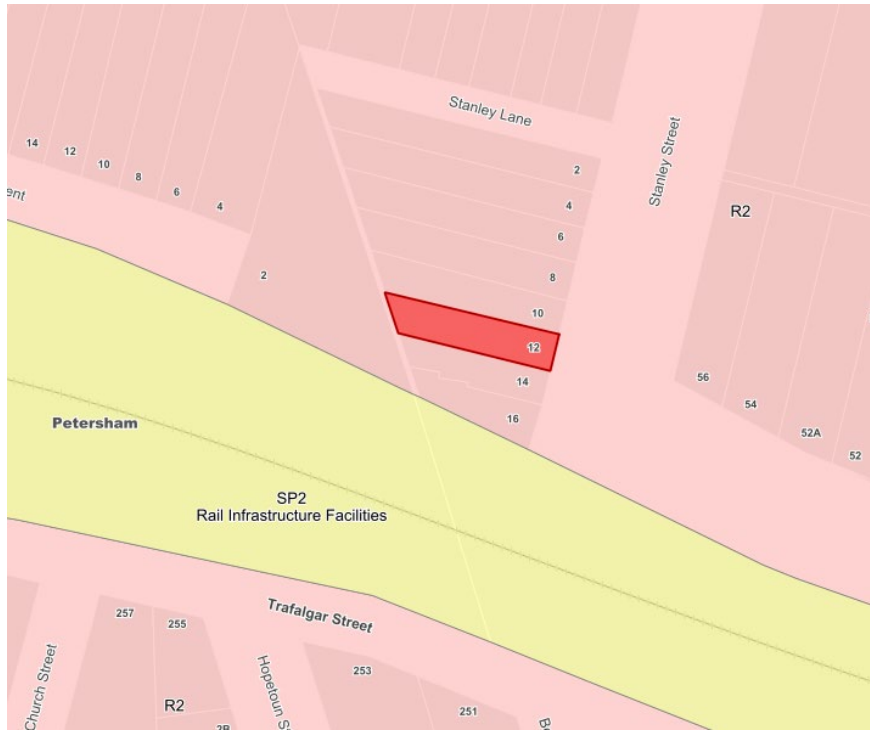 Stanley Lane
14
12
10
8
6
4
ent
2
Stanley Street
2
4
6
8
10
12
14
16
R2
56
54
52A
52
Petersham
SP2
Rail Infrastructure Facilities
Trafalgar Street
257
255
253
251
Church Street
Hopetoun S
R2
2B
Be